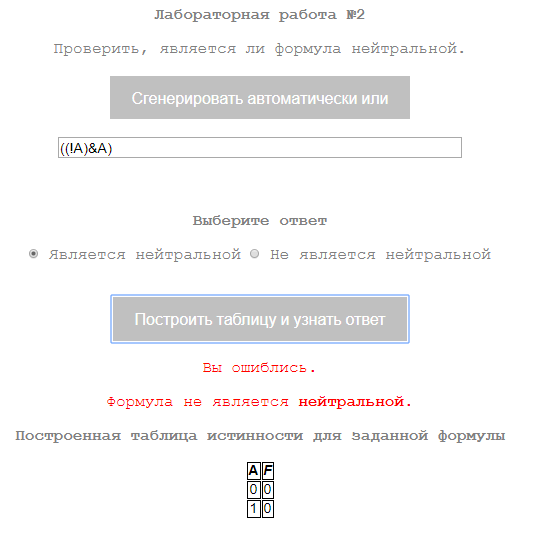 Лабораторная работа №2
Проверить, является ли формула нейтральной.
Сгенерировать автоматически или
((!A)&A)
Выберите ответ
Является нейтральной Не является нейтральной
Построить таблицу и узнать ответ
Вы ошиблись.
Формула не является нейтральной.
Построенная таблица истинности для заданной формулы
A F
0 0
1 0